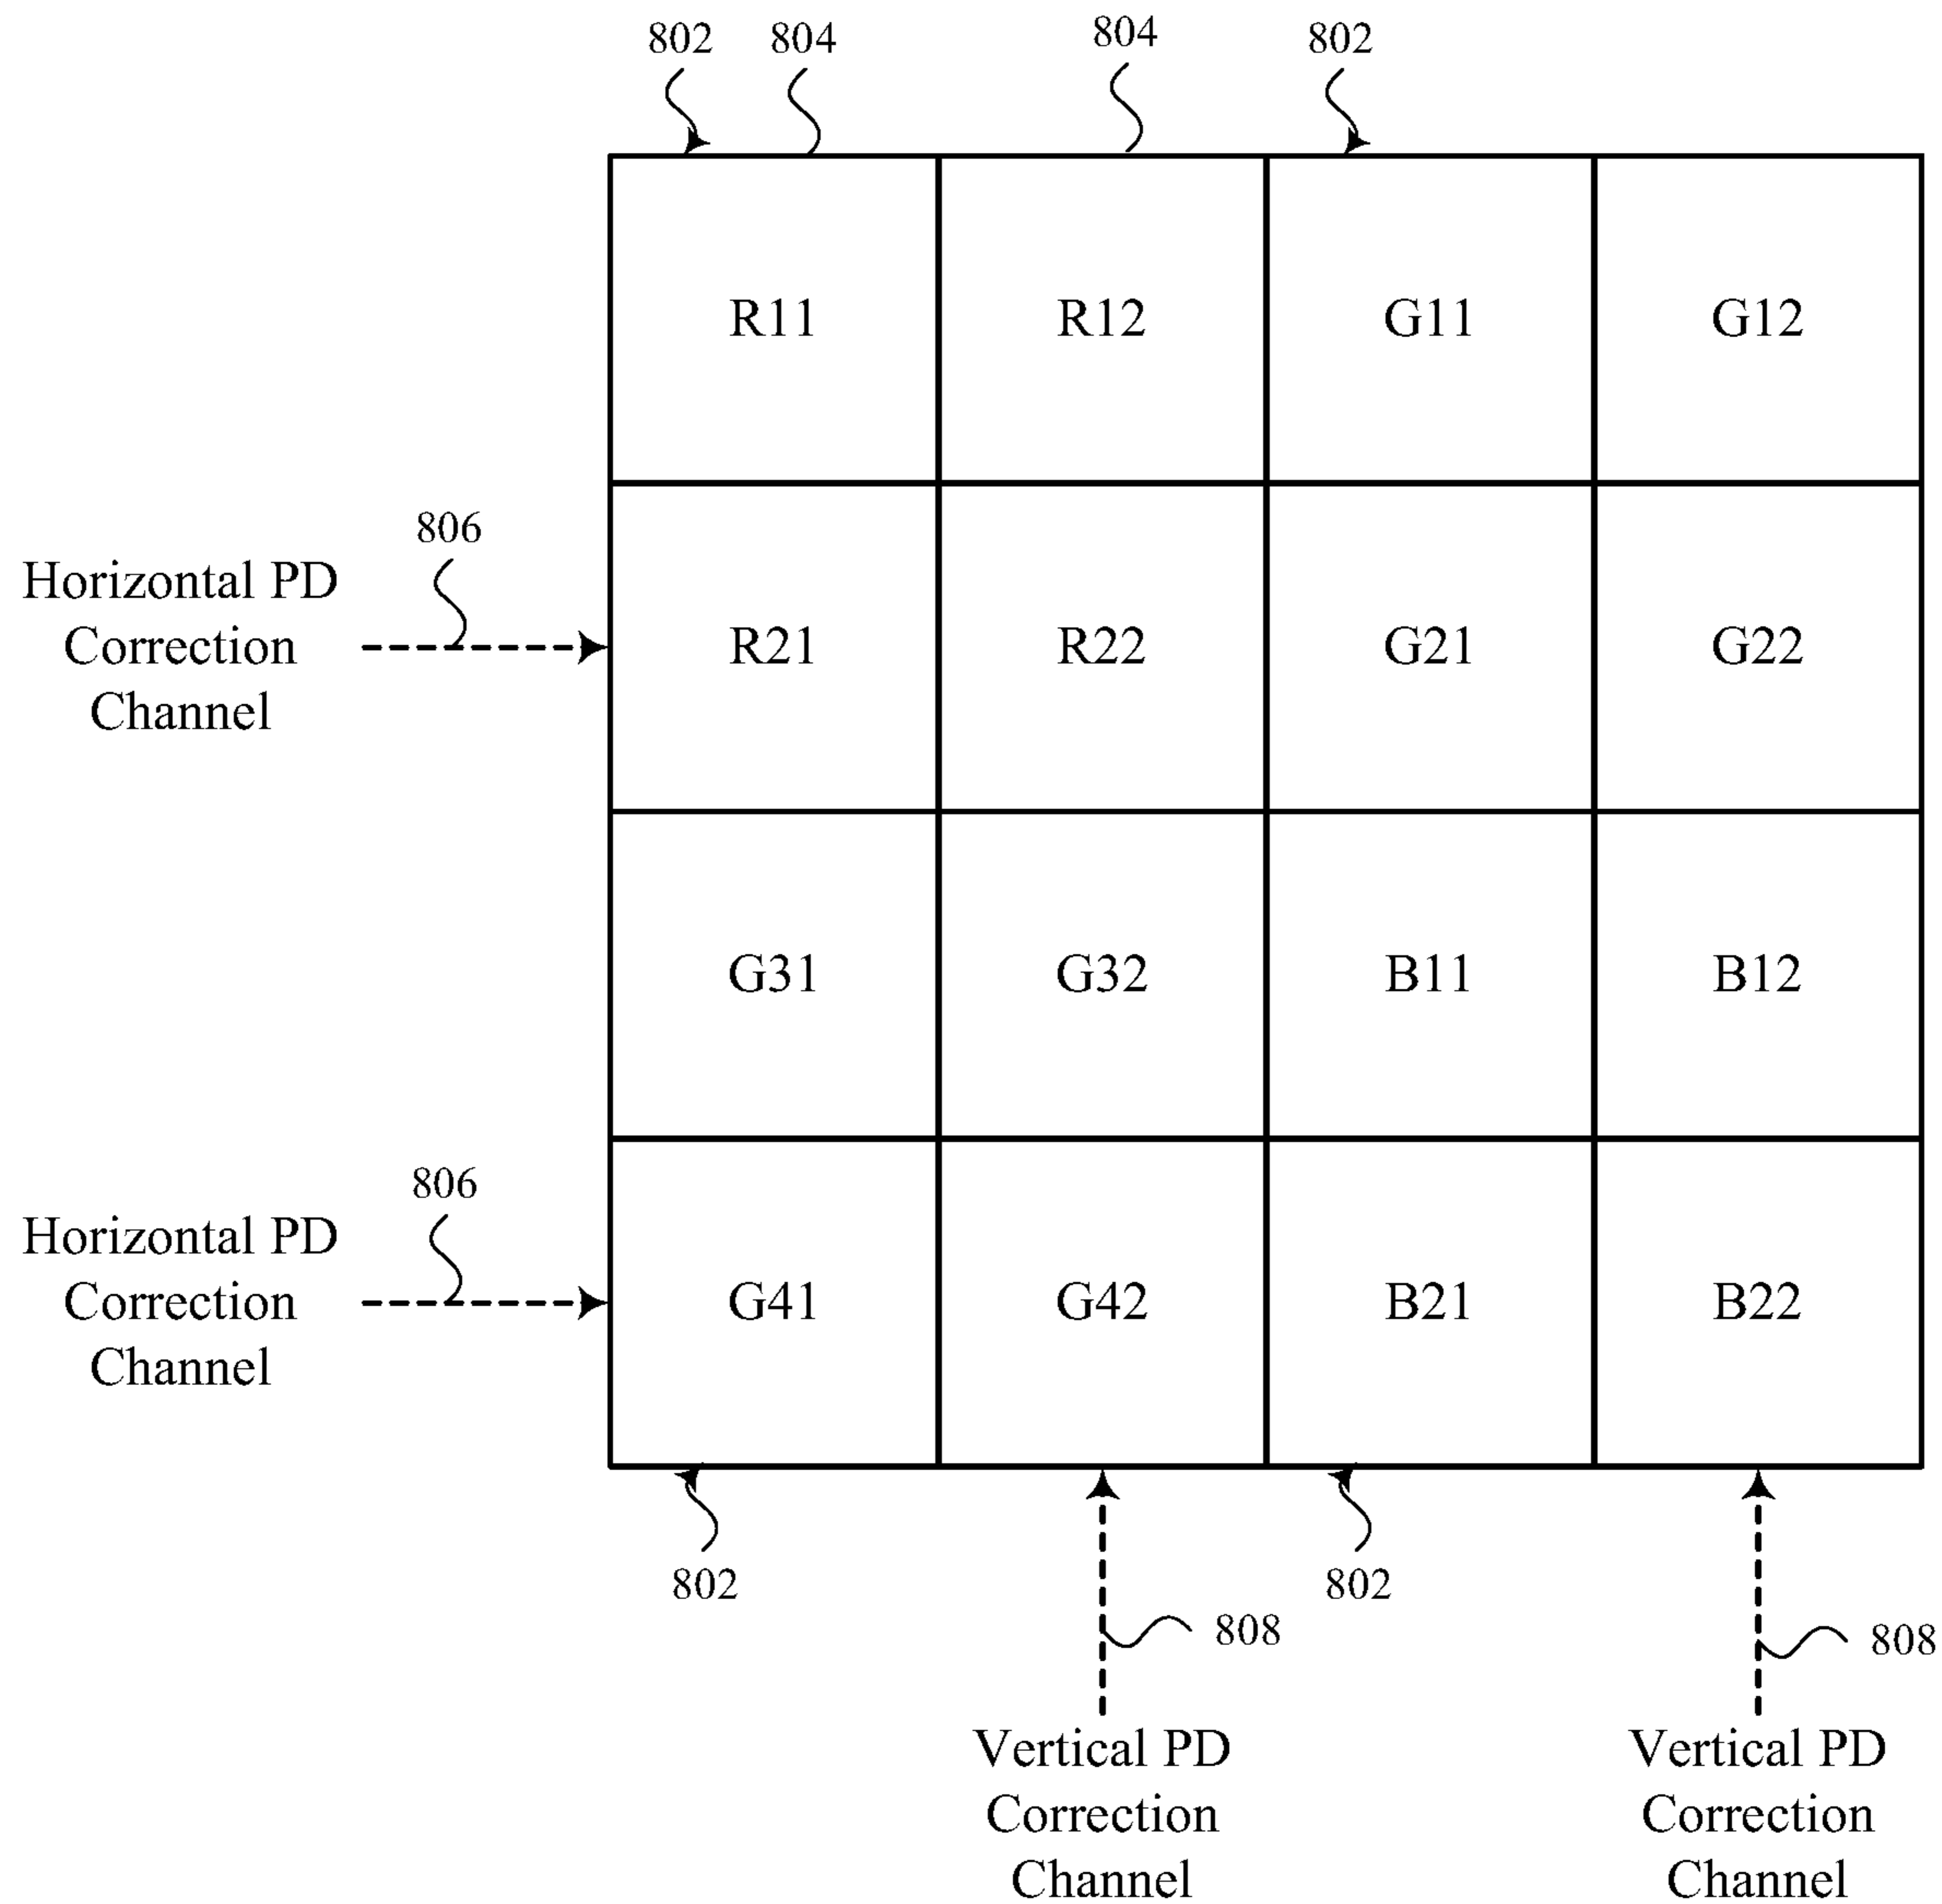 802 804 804 802
R11 R12 G11 G12
806
Horizontal PD
Correction
Channel
R21 R22 G21 G22
G31 G32 B11 B12
806
Horizontal PD
Correction
Channel
G41 G42 B21 B22
802 802
808 808
Vertical PD
Correction
Channel
Vertical PD
Correction
Channel